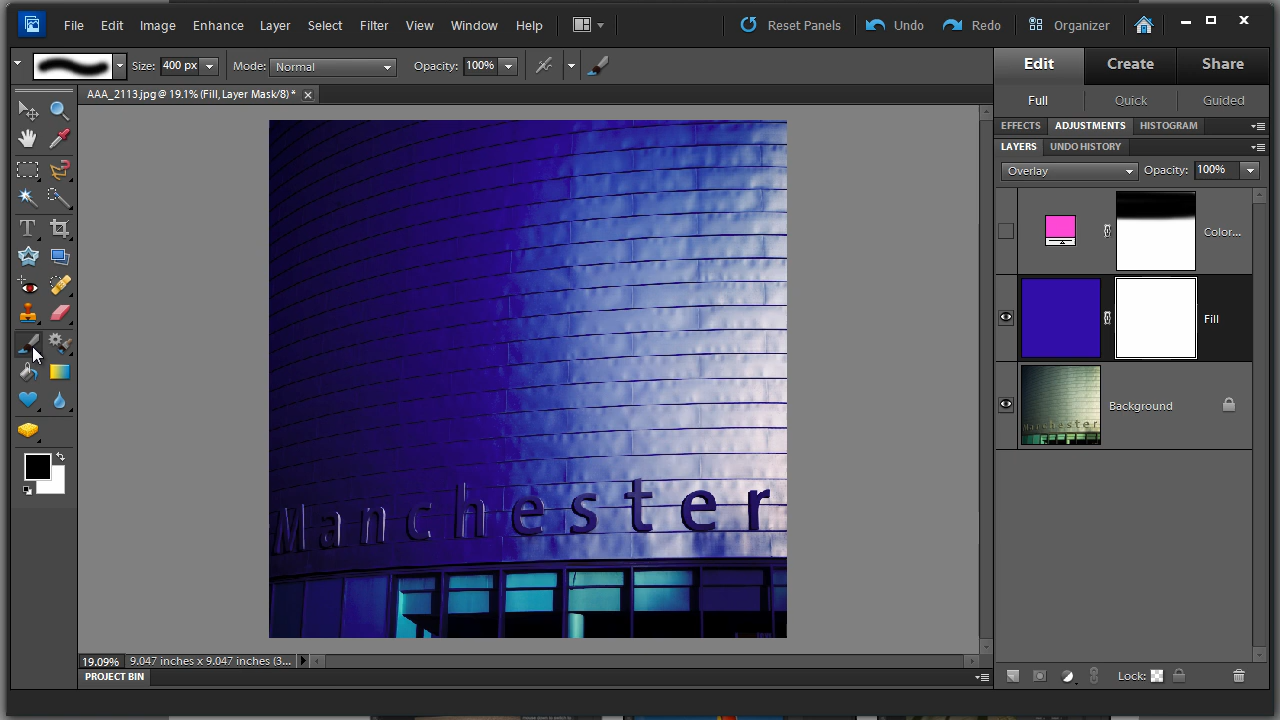 File Edit Image Enhance Layer Select Filter View Window Help Reset Panels Undo Redo Organizer
Size: 400 px Mode: Normal Opacity: 100% Edit Create Share
AAA_2113.jpg @ 19.1% (Fill, Layer Mask/8) * Full Quick Guided
EFFECTS ADJUSTMENTS HISTOGRAM
LAYERS UNDO HISTORY
Overlay Opacity: 100%
Color...
Fill
Background
Manchester
Manchester
19.09% 9.047 inches x 9.047 inches (3... Lock:
PROJECT BIN